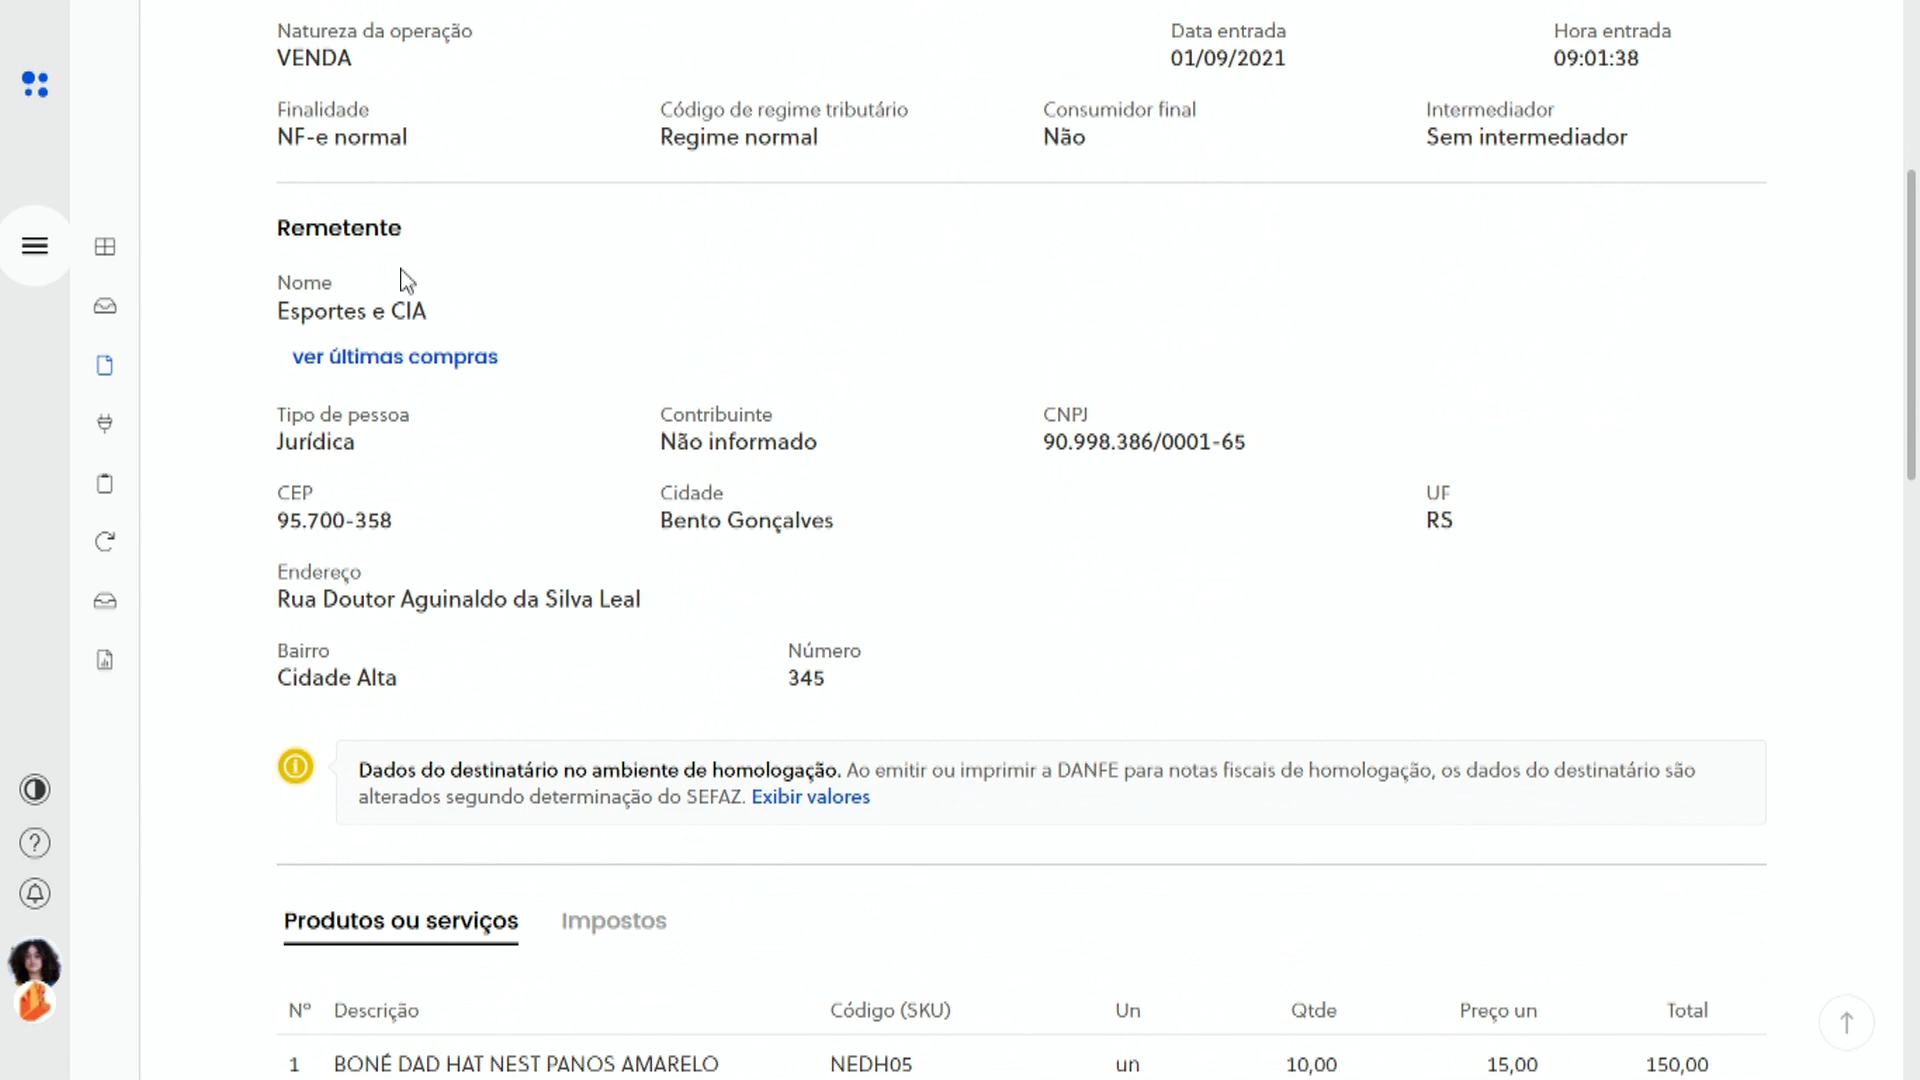 Natureza da operação
VENDA
Data entrada
01/09/2021
Hora entrada
09:01:38
Finalidade
NF-e normal
Código de regime tributário
Regime normal
Consumidor final
Não
Intermediador
Sem intermediador
Remetente
Nome
Esportes e CIA
ver últimas compras
Tipo de pessoa
Jurídica
Contribuinte
Não informado
CNPJ
90.998.386/0001-65
CEP
95.700-358
Cidade
Bento Gonçalves
UF
RS
Endereço
Rua Doutor Aguinaldo da Silva Leal
Bairro
Cidade Alta
Número
345
Dados do destinatário no ambiente de homologação. Ao emitir ou imprimir a DANFE para notas fiscais de homologação, os dados do destinatário são
alterados segundo determinação do SEFAZ. Exibir valores
Produtos ou serviços Impostos
Nº Descrição Código (SKU) Un Qtde Preço un Total
1 BONÉ DAD HAT NEST PANOS AMARELO NEDH05 un 10,00 15,00 150,00